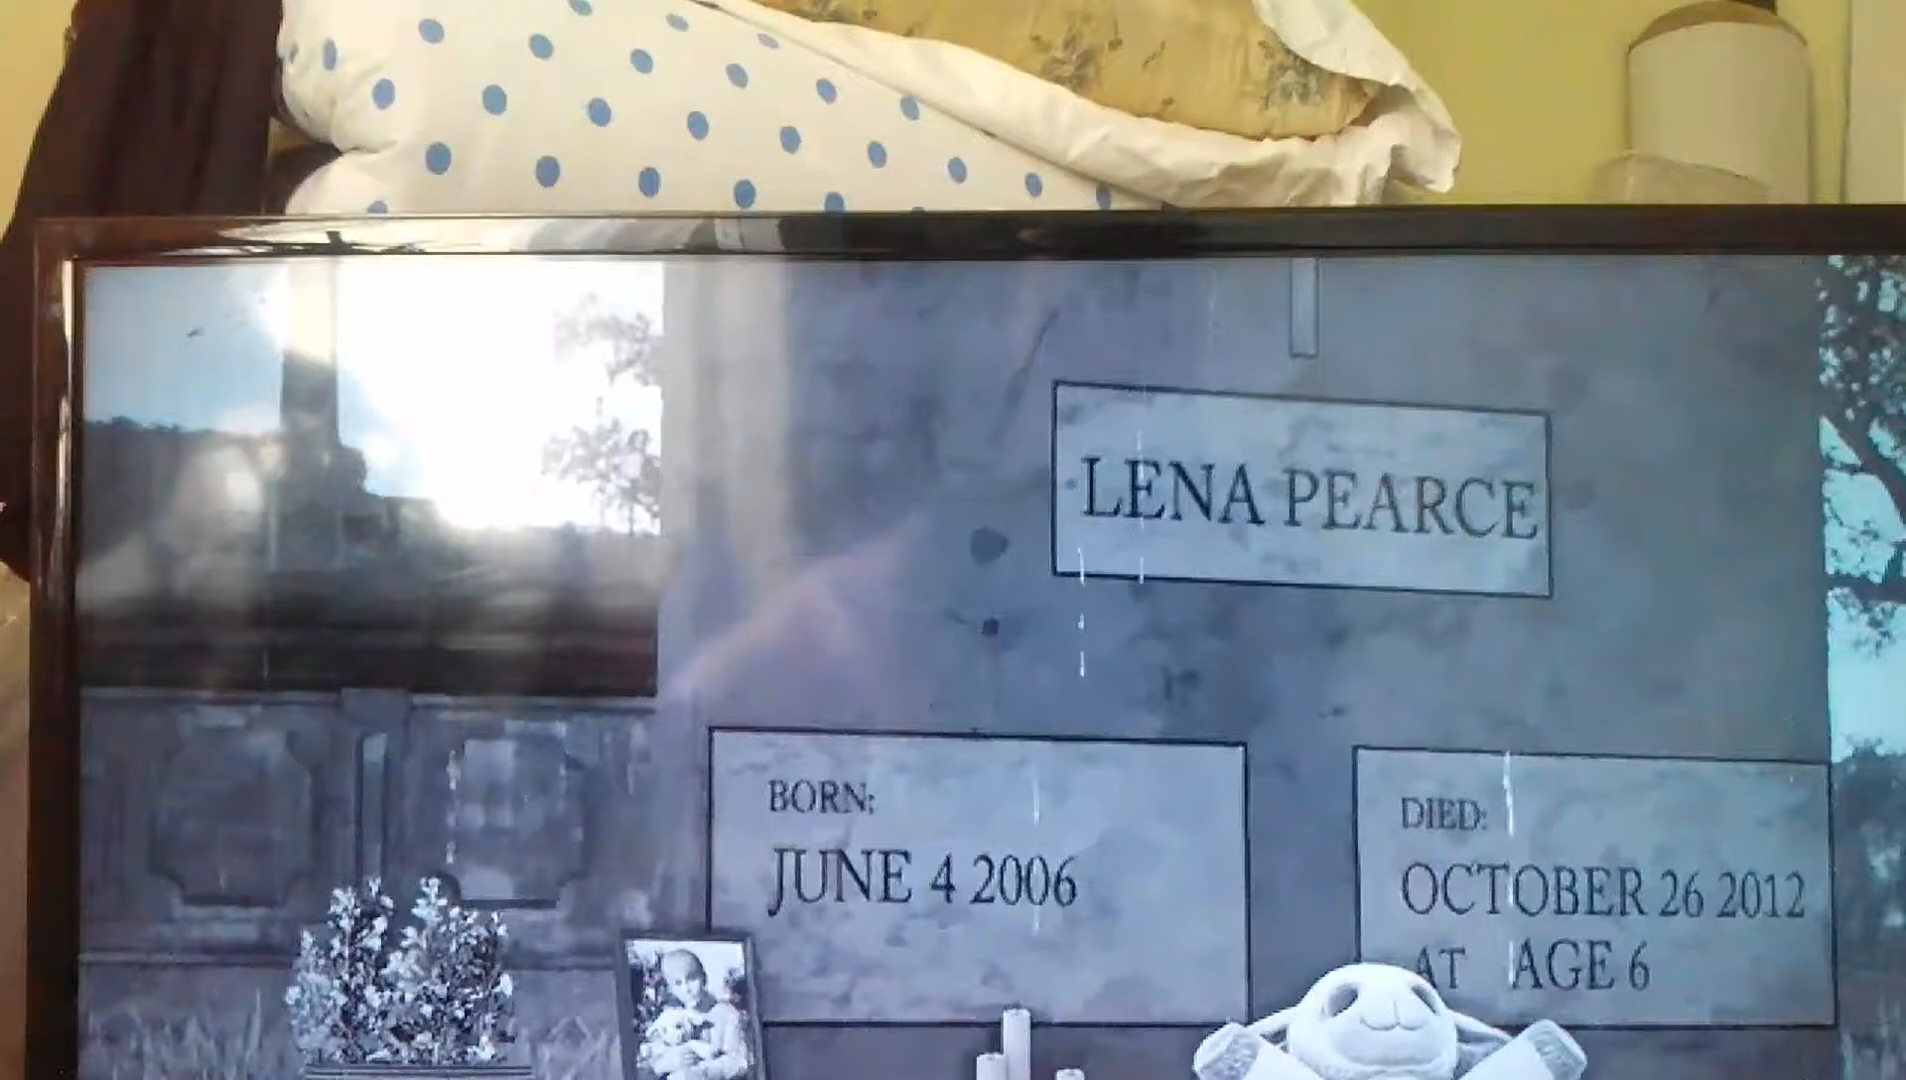 LENA PEARCE
BORN:
JUNE 4 2006
DIED:
OCTOBER 26 2012
AT AGE 6